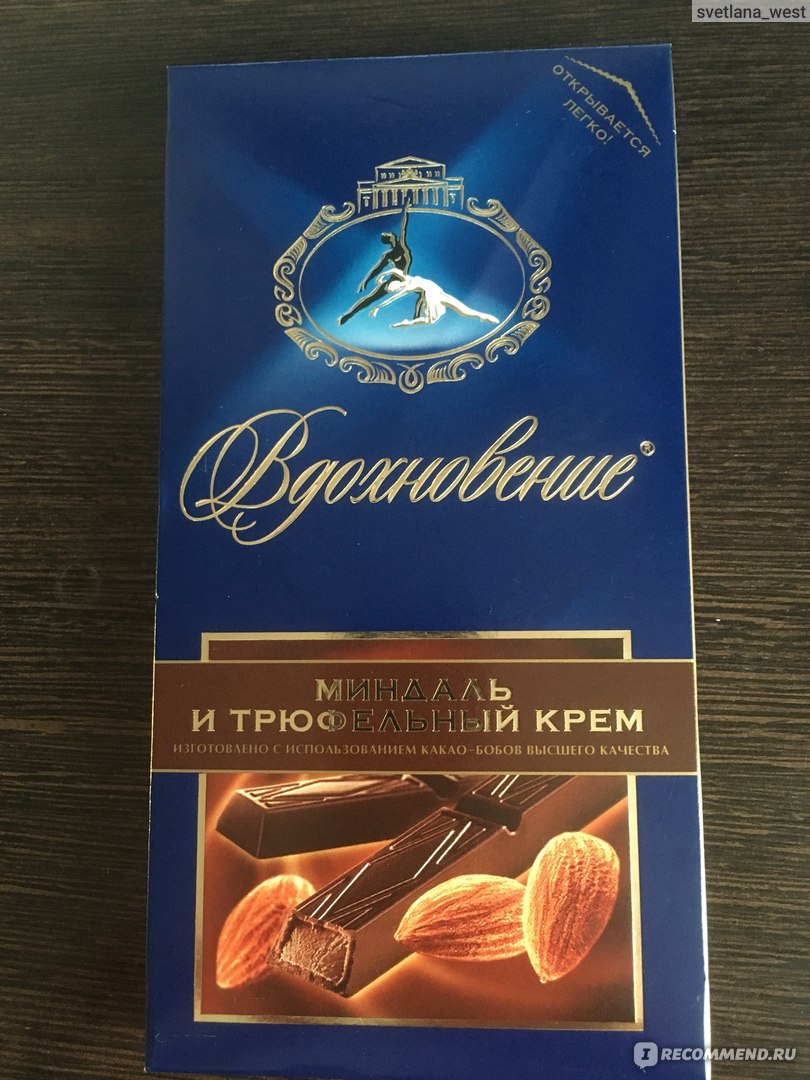 svetlana_west
ОТКРЫВАЕТСЯ
ЛЕГКО!
Вдохновение®
МИНДАЛЬ
И ТРЮФЕЛЬНЫЙ КРЕМ
ИЗГОТОВЛЕНО С ИСПОЛЬЗОВАНИЕМ КАКАО-БОБОВ ВЫСШЕГО КАЧЕСТВА
I RECOMMEND.RU